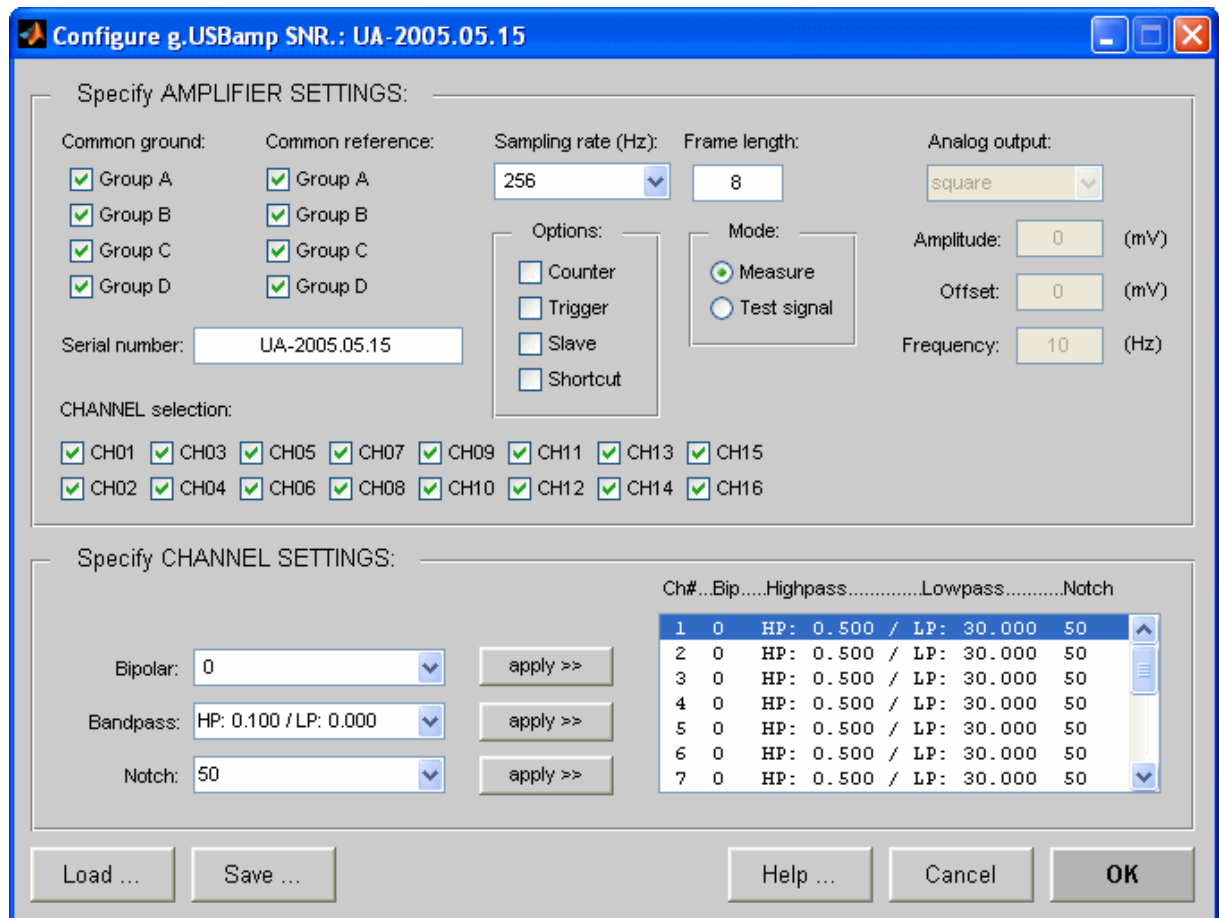 Configure g.USBamp SNR.: UA-2005.05.15
Specify AMPLIFIER SETTINGS:
Common ground: Common reference: Sampling rate (Hz): Frame length: Analog output:
Group A Group A 256 8 square
Group B Group B
Options: Mode: Amplitude: 0 (mV)
Group C Group C
Counter Measure
Group D Group D Offset: 0 (mV)
Trigger Test signal
Serial number: UA-2005.05.15 Slave Frequency: 10 (Hz)
Shortcut
CHANNEL selection:
CH01 CH03 CH05 CH07 CH09 CH11 CH13 CH15
CH02 CH04 CH06 CH08 CH10 CH12 CH14 CH16
Specify CHANNEL SETTINGS:
Ch#...Bip.....Highpass..............Lowpass...........Notch
1 0 HP: 0.500 / LP: 30.000 50
2 0 HP: 0.500 / LP: 30.000 50
3 0 HP: 0.500 / LP: 30.000 50
4 0 HP: 0.500 / LP: 30.000 50
5 0 HP: 0.500 / LP: 30.000 50
6 0 HP: 0.500 / LP: 30.000 50
7 0 HP: 0.500 / LP: 30.000 50
Bipolar: 0 apply >>
Bandpass: HP: 0.100 / LP: 0.000 apply >>
Notch: 50 apply >>
Load ... Save ... Help ... Cancel OK